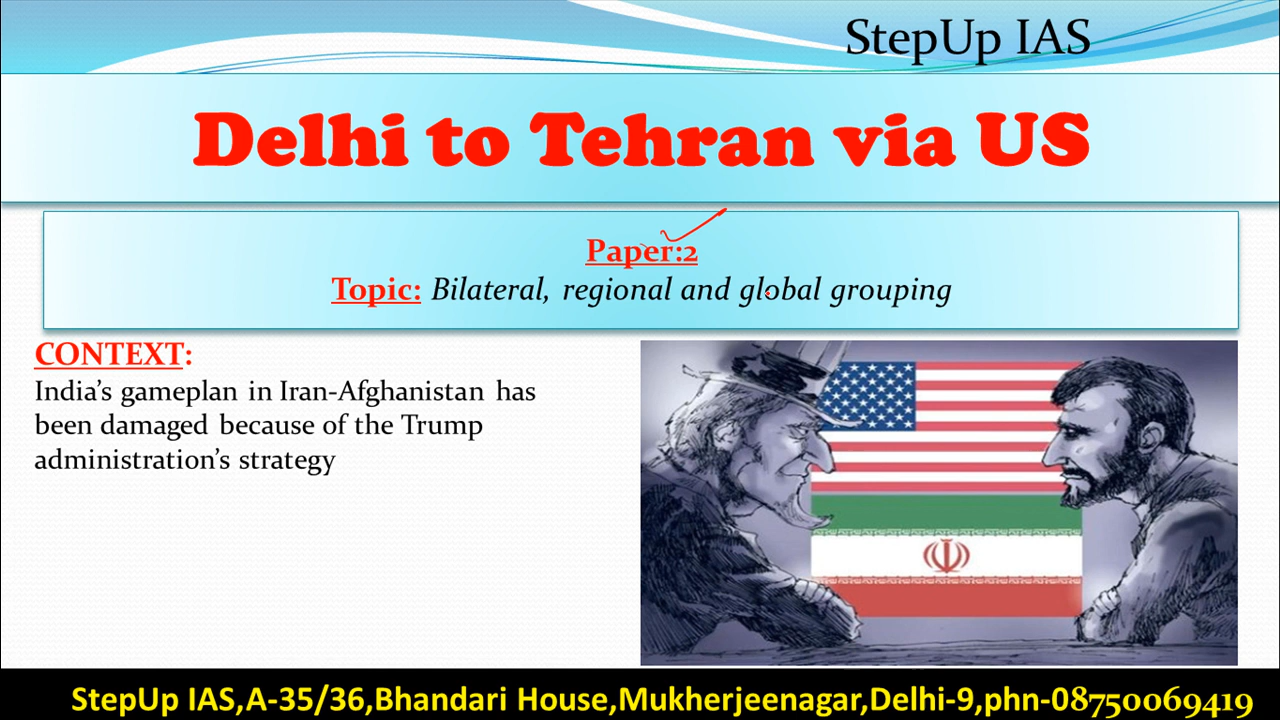 StepUp IAS
Delhi to Tehran via US
Paper:2
Topic: Bilateral, regional and global grouping
CONTEXT:
India’s gameplan in Iran-Afghanistan has
been damaged because of the Trump
administration’s strategy
StepUp IAS,A-35/36,Bhandari House,Mukherjeenagar,Delhi-9,phn-08750069419